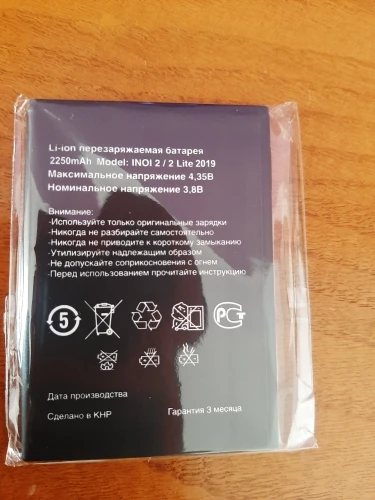 Li-ion перезаряжаемая батарея
2250mAh Model: INOI 2 / 2 Lite 2019
Максимальное напряжение 4,35В
Номинальное напряжение 3,8В
Внимание:
-Используйте только оригинальные зарядки
-Никогда не разбирайте самостоятельно
-Никогда не приводите к короткому замыканию
-Утилизируйте надлежащим образом
-Не допускайте соприкосновения с огнем
-Перед использованием прочитайте инструкцию
5
РСТ
Дата производства
Сделано в КНР
Гарантия 3 месяца